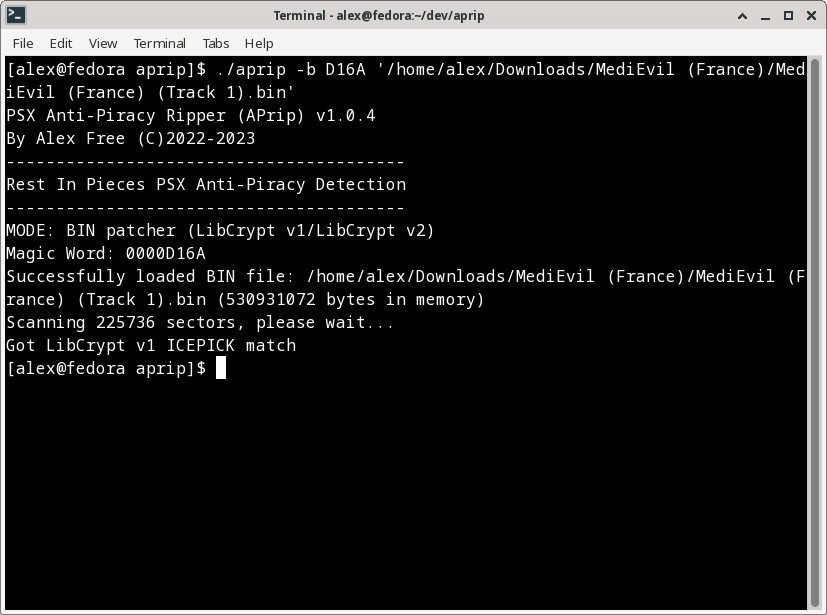 Terminal - alex@fedora:~/dev/aprip
File Edit View Terminal Tabs Help
[alex@fedora aprip]$ ./aprip -b D16A '/home/alex/Downloads/MediEvil (France)/Med
iEvil (France) (Track 1).bin'
PSX Anti-Piracy Ripper (APrip) v1.0.4
By Alex Free (C)2022-2023
----------------------------------------
Rest In Pieces PSX Anti-Piracy Detection
----------------------------------------
MODE: BIN patcher (LibCrypt v1/LibCrypt v2)
Magic Word: 0000D16A
Successfully loaded BIN file: /home/alex/Downloads/MediEvil (France)/MediEvil (F
rance) (Track 1).bin (530931072 bytes in memory)
Scanning 225736 sectors, please wait...
Got LibCrypt v1 ICEPICK match
[alex@fedora aprip]$